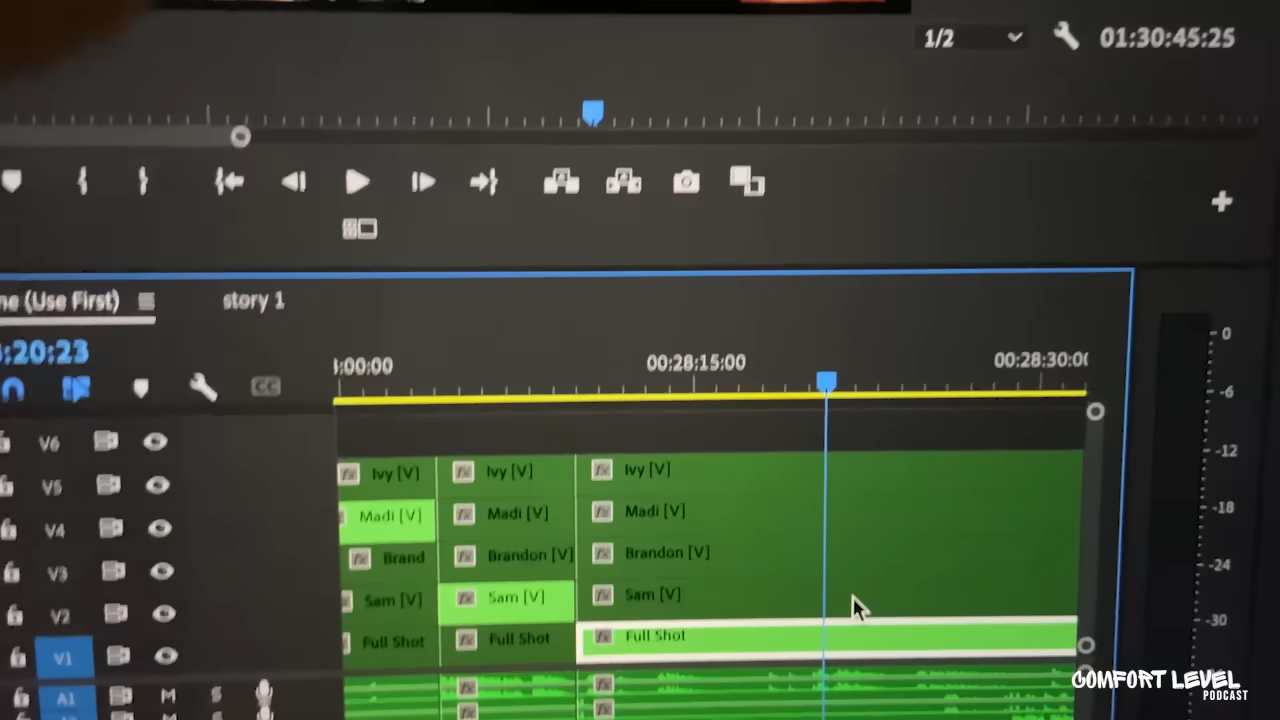 1/2
01:30:45:25
ne (Use First)
story 1
:20:23
:00:00
00:28:15:00
00:28:30:00
CC
0
-6
-12
-18
-24
-30
V6
V5
V4
V3
V2
V1
A1
M
S
Ivy [V]
Ivy [V]
Ivy [V]
Madi [V]
Madi [V]
Madi [V]
Brand
Brandon [V]
Brandon [V]
Sam [V]
Sam [V]
Sam [V]
Full Shot
Full Shot
Full Shot
COMFORT LEVEL
PODCAST